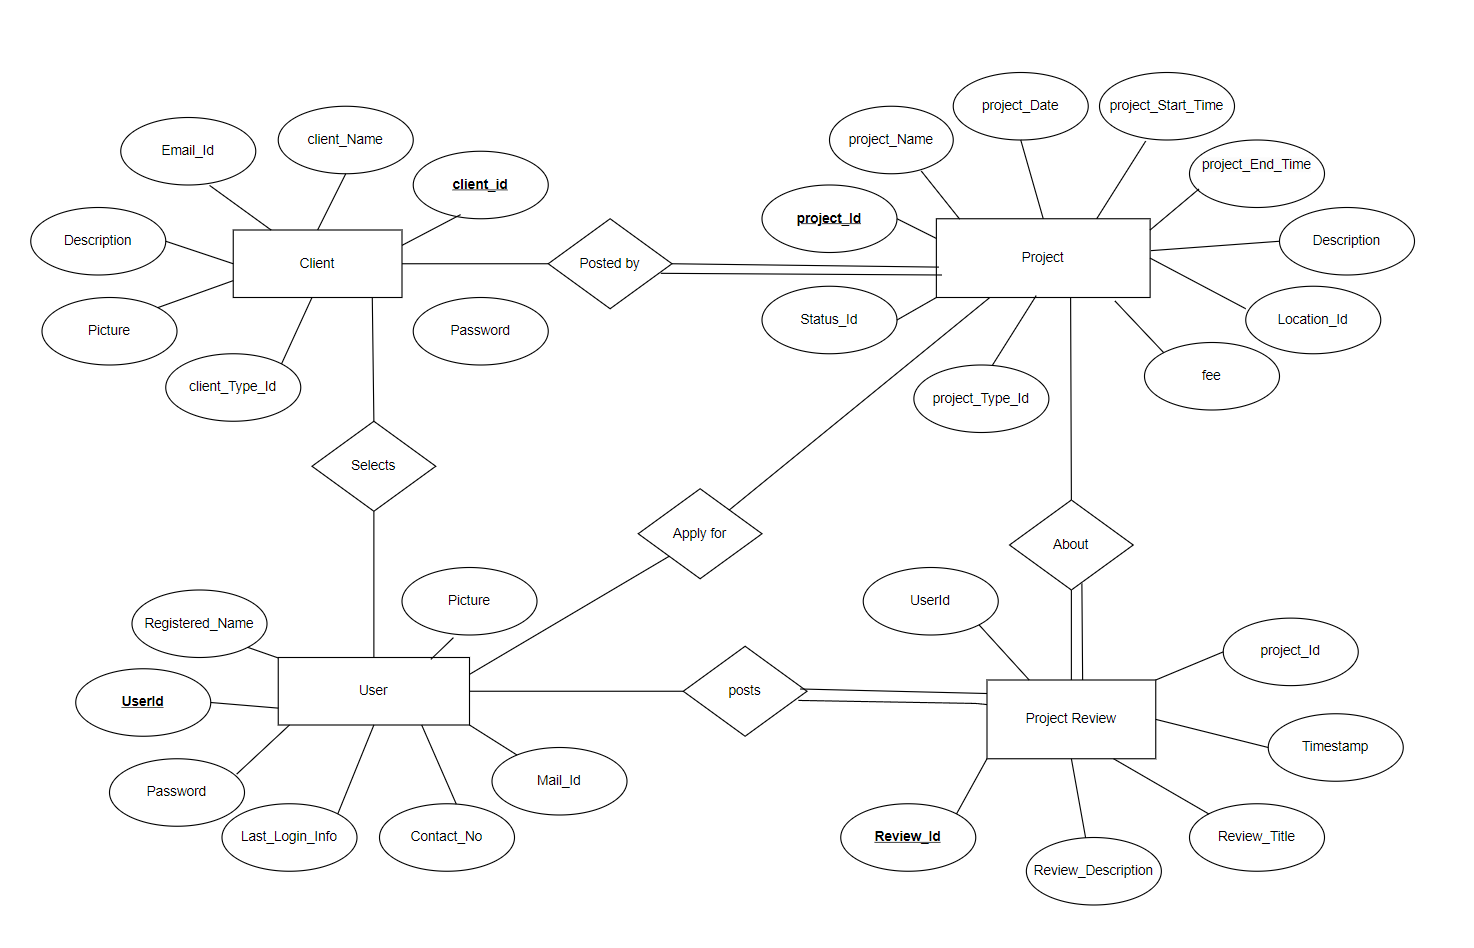 project_Date
project_Start_Time
client_Name
project_Name
Email_Id
project_End_Time
client_id
project_Id
Description
Description
Client
Posted by
Project
Picture
Password
Status_Id
Location_Id
client_Type_Id
project_Type_Id
fee
Selects
Apply for
About
Picture
UserId
Registered_Name
project_Id
User
posts
UserId
Project Review
Timestamp
Mail_Id
Password
Last_Login_Info
Contact_No
Review_Id
Review_Title
Review_Description